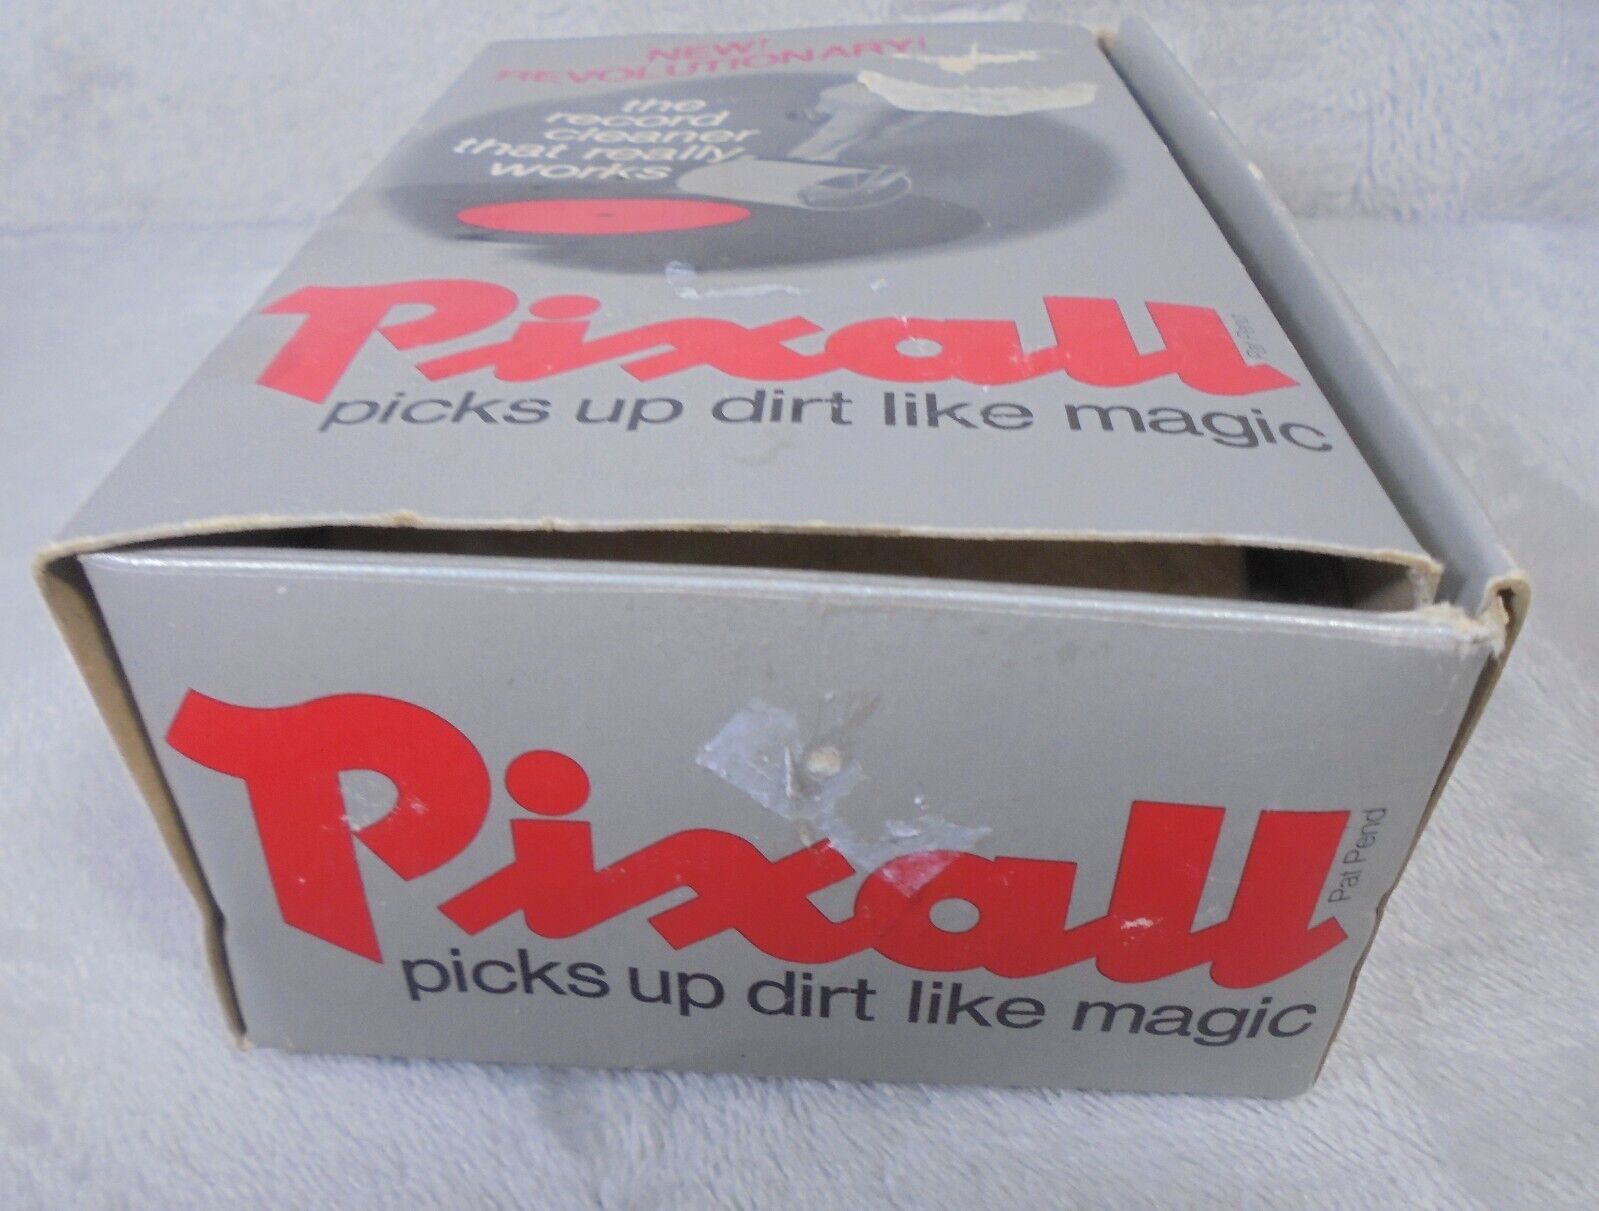 NEW!
REVOLUTIONARY!
the
record
cleaner
that really
works
Pixall
Pat Pend
picks up dirt like magic
Pixall
Pat Pend
picks up dirt like magic